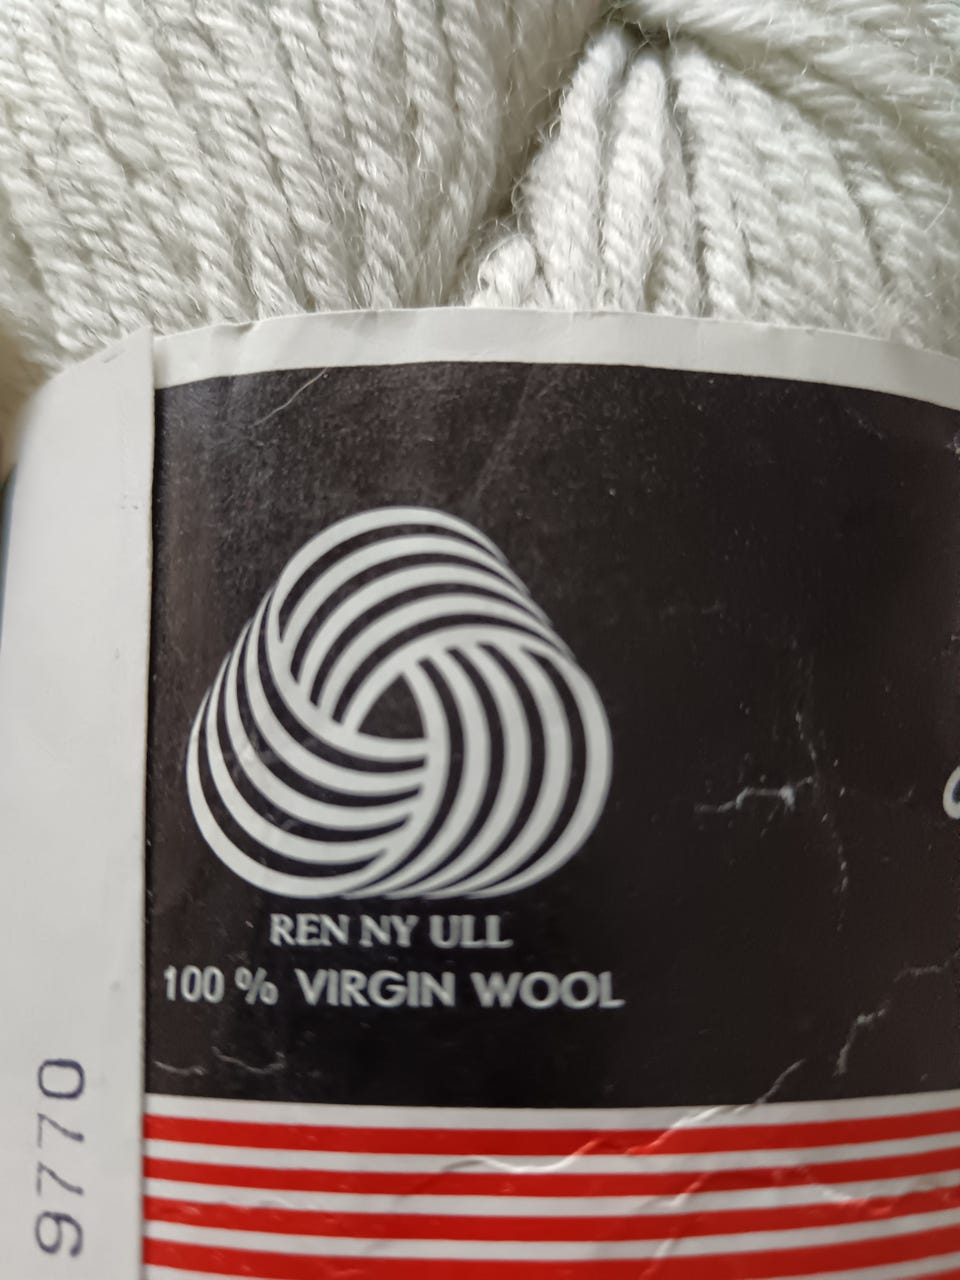 REN NY ULL
100 % VIRGIN WOOL
9770